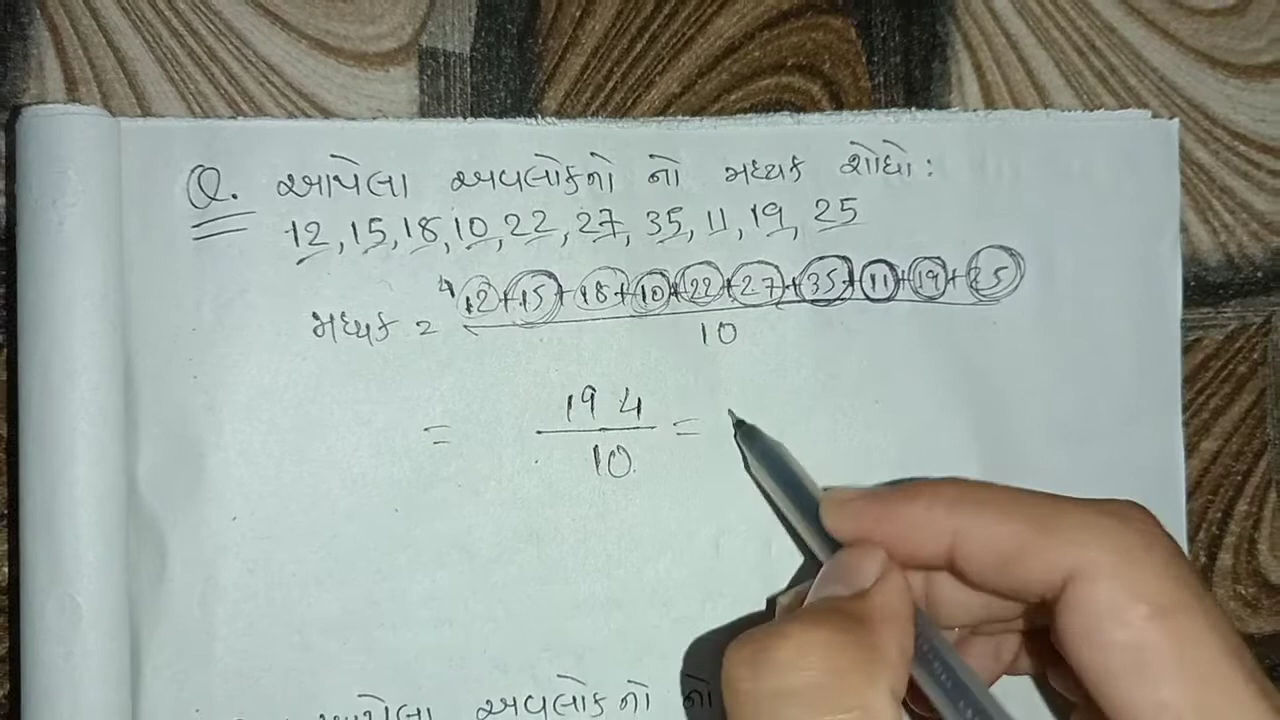 Q. આપેલા અવલોકનો નો મધ્યક શોધો :
12, 15, 18, 10, 22, 27, 35, 11, 19, 25
4
મધ્યક = 12+15+18+10+22+27+35+11+19+25
10
= 194 =
10
આપેલા અવલોકનો નો